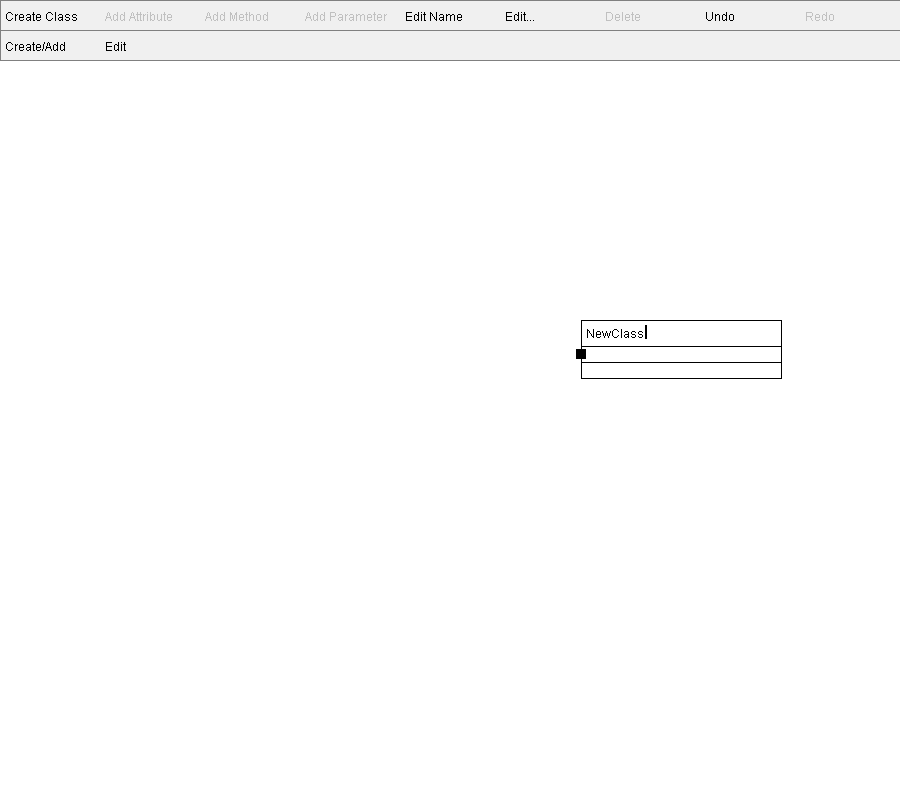 Create Class Add Attribute Add Method Add Parameter Edit Name Edit... Delete Undo Redo
Create/Add Edit
NewClass